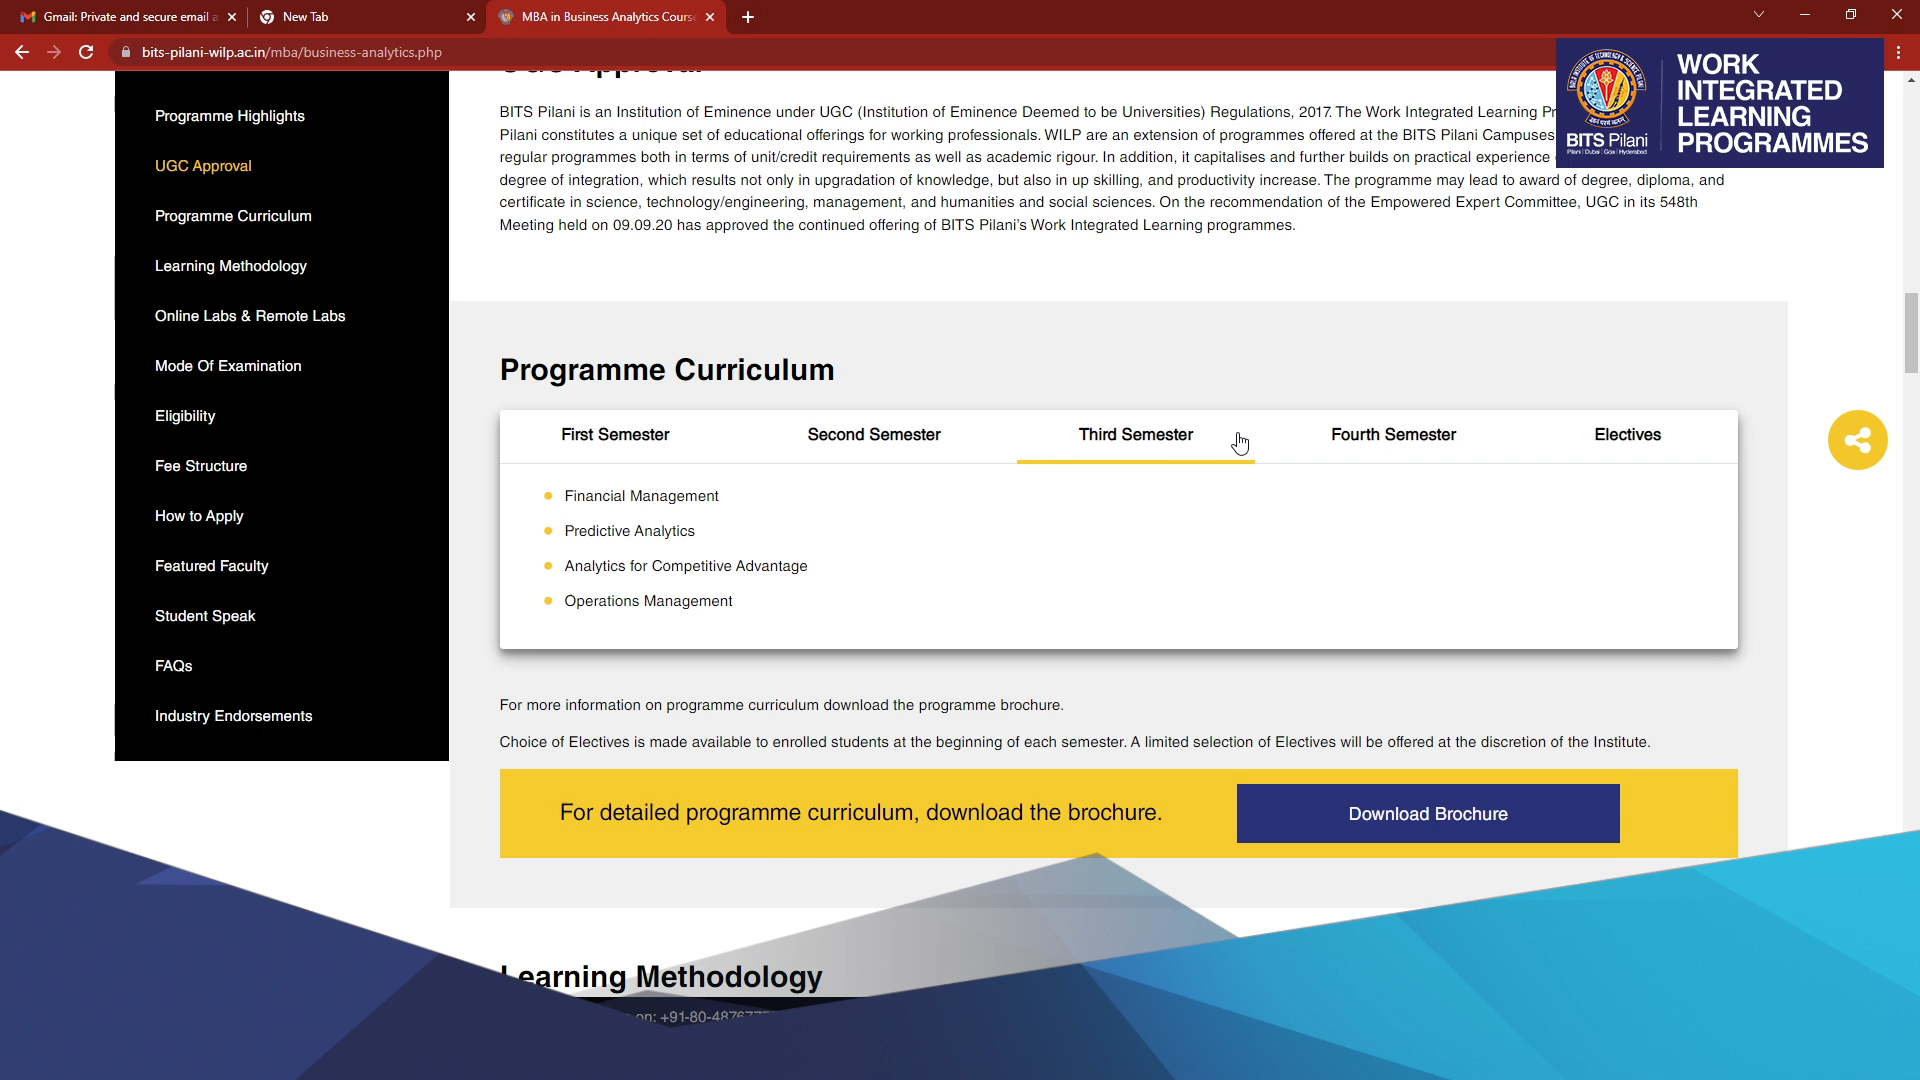 Gmail: Private and secure email a
New Tab
MBA in Business Analytics Course
bits-pilani-wilp.ac.in/mba/business-analytics.php
BITS Pilani
Pilani | Dubai | Goa | Hyderabad
WORK
INTEGRATED
LEARNING
PROGRAMMES
Programme Highlights
UGC Approval
Programme Curriculum
Learning Methodology
Online Labs & Remote Labs
Mode Of Examination
Eligibility
Fee Structure
How to Apply
Featured Faculty
Student Speak
FAQs
Industry Endorsements
BITS Pilani is an Institution of Eminence under UGC (Institution of Eminence Deemed to be Universities) Regulations, 2017. The Work Integrated Learning
Pilani constitutes a unique set of educational offerings for working professionals. WILP are an extension of programmes offered at the BITS Pilani Campuses
regular programmes both in terms of unit/credit requirements as well as academic rigour. In addition, it capitalises and further builds on practical experience
degree of integration, which results not only in upgradation of knowledge, but also in up skilling, and productivity increase. The programme may lead to award of degree, diploma, and
certificate in science, technology/engineering, management, and humanities and social sciences. On the recommendation of the Empowered Expert Committee, UGC in its 548th
Meeting held on 09.09.20 has approved the continued offering of BITS Pilani's Work Integrated Learning programmes.
Programme Curriculum
First Semester
Second Semester
Third Semester
Fourth Semester
Electives
Financial Management
Predictive Analytics
Analytics for Competitive Advantage
Operations Management
For more information on programme curriculum download the programme brochure.
Choice of Electives is made available to enrolled students at the beginning of each semester. A limited selection of Electives will be offered at the discretion of the Institute.
For detailed programme curriculum, download the brochure.
Download Brochure
Learning Methodology
on: +91-80-48767